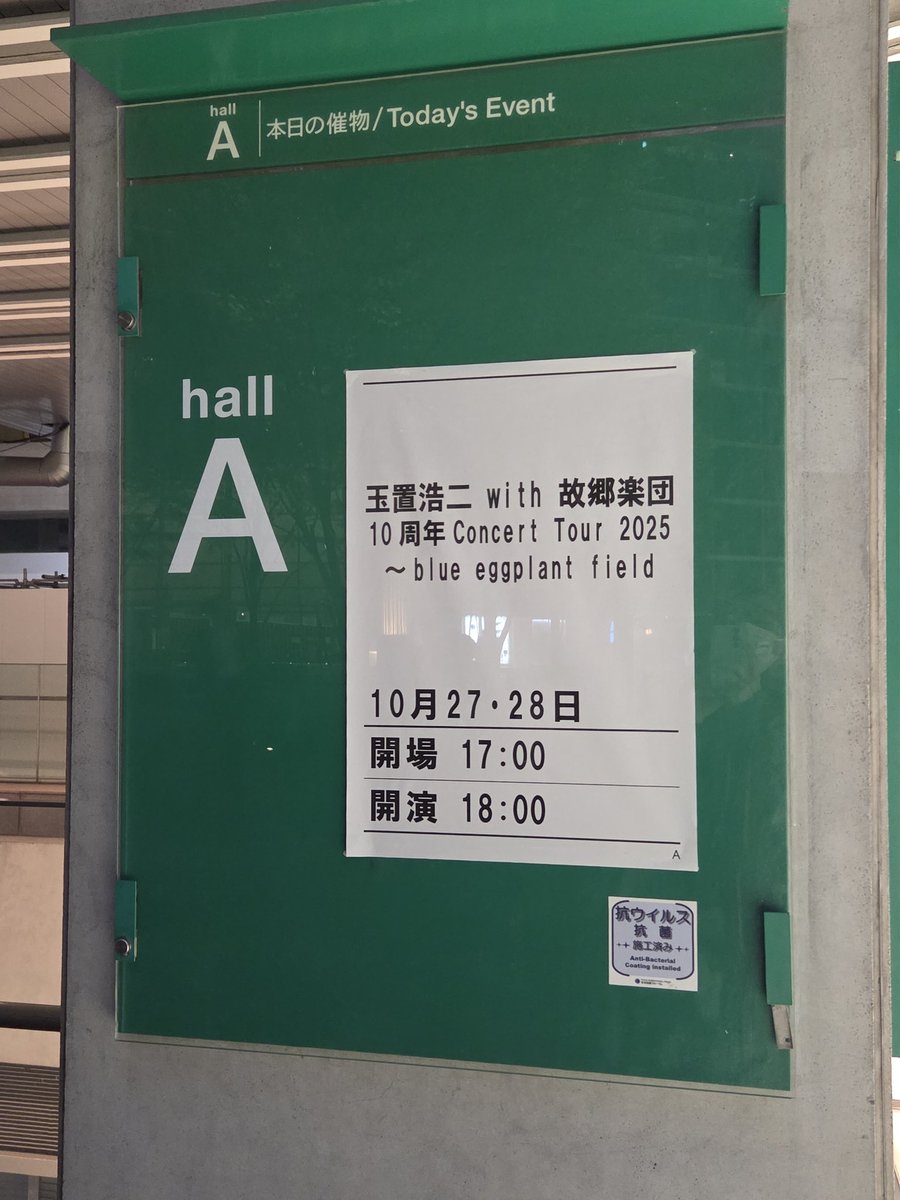 hall
A
本日の催物/Today's Event
hall
A
玉置浩二 with 故郷楽団
10周年Concert Tour 2025
～blue eggplant field
10月27・28日
開場 17:00
開演 18:00
A
抗ウイルス
抗菌
施工済み
Anti-Bacterial
Coating installed